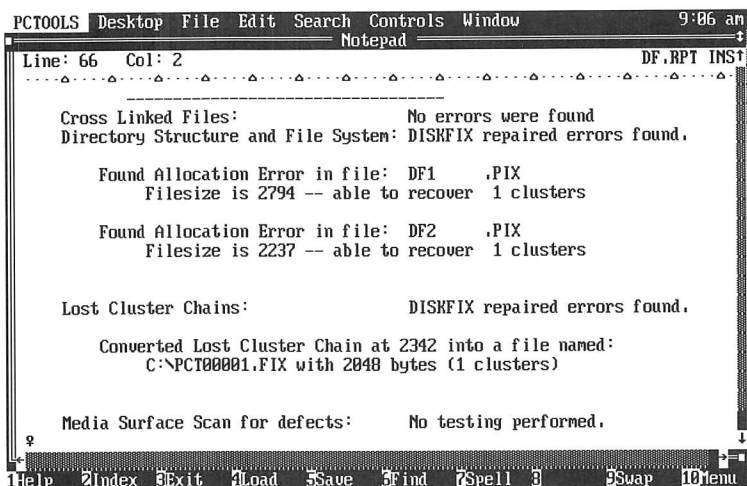 PCTOOLS Desktop File Edit Search Controls Window 9:06 am
Notepad
Line: 66 Col: 2 DF.RPT INS
Cross Linked Files: No errors were found
Directory Structure and File System: DISKFIX repaired errors found.
Found Allocation Error in file: DF1 .PIX
Filesize is 2794 -- able to recover 1 clusters
Found Allocation Error in file: DF2 .PIX
Filesize is 2237 -- able to recover 1 clusters
Lost Cluster Chains: DISKFIX repaired errors found.
Converted Lost Cluster Chain at 2342 into a file named:
C:\PCT00001.FIX with 2048 bytes (1 clusters)
Media Surface Scan for defects: No testing performed.
1Help 2Index 3Exit 4Load 5Save 6Find 7Spell 8 9Swap 10Menu